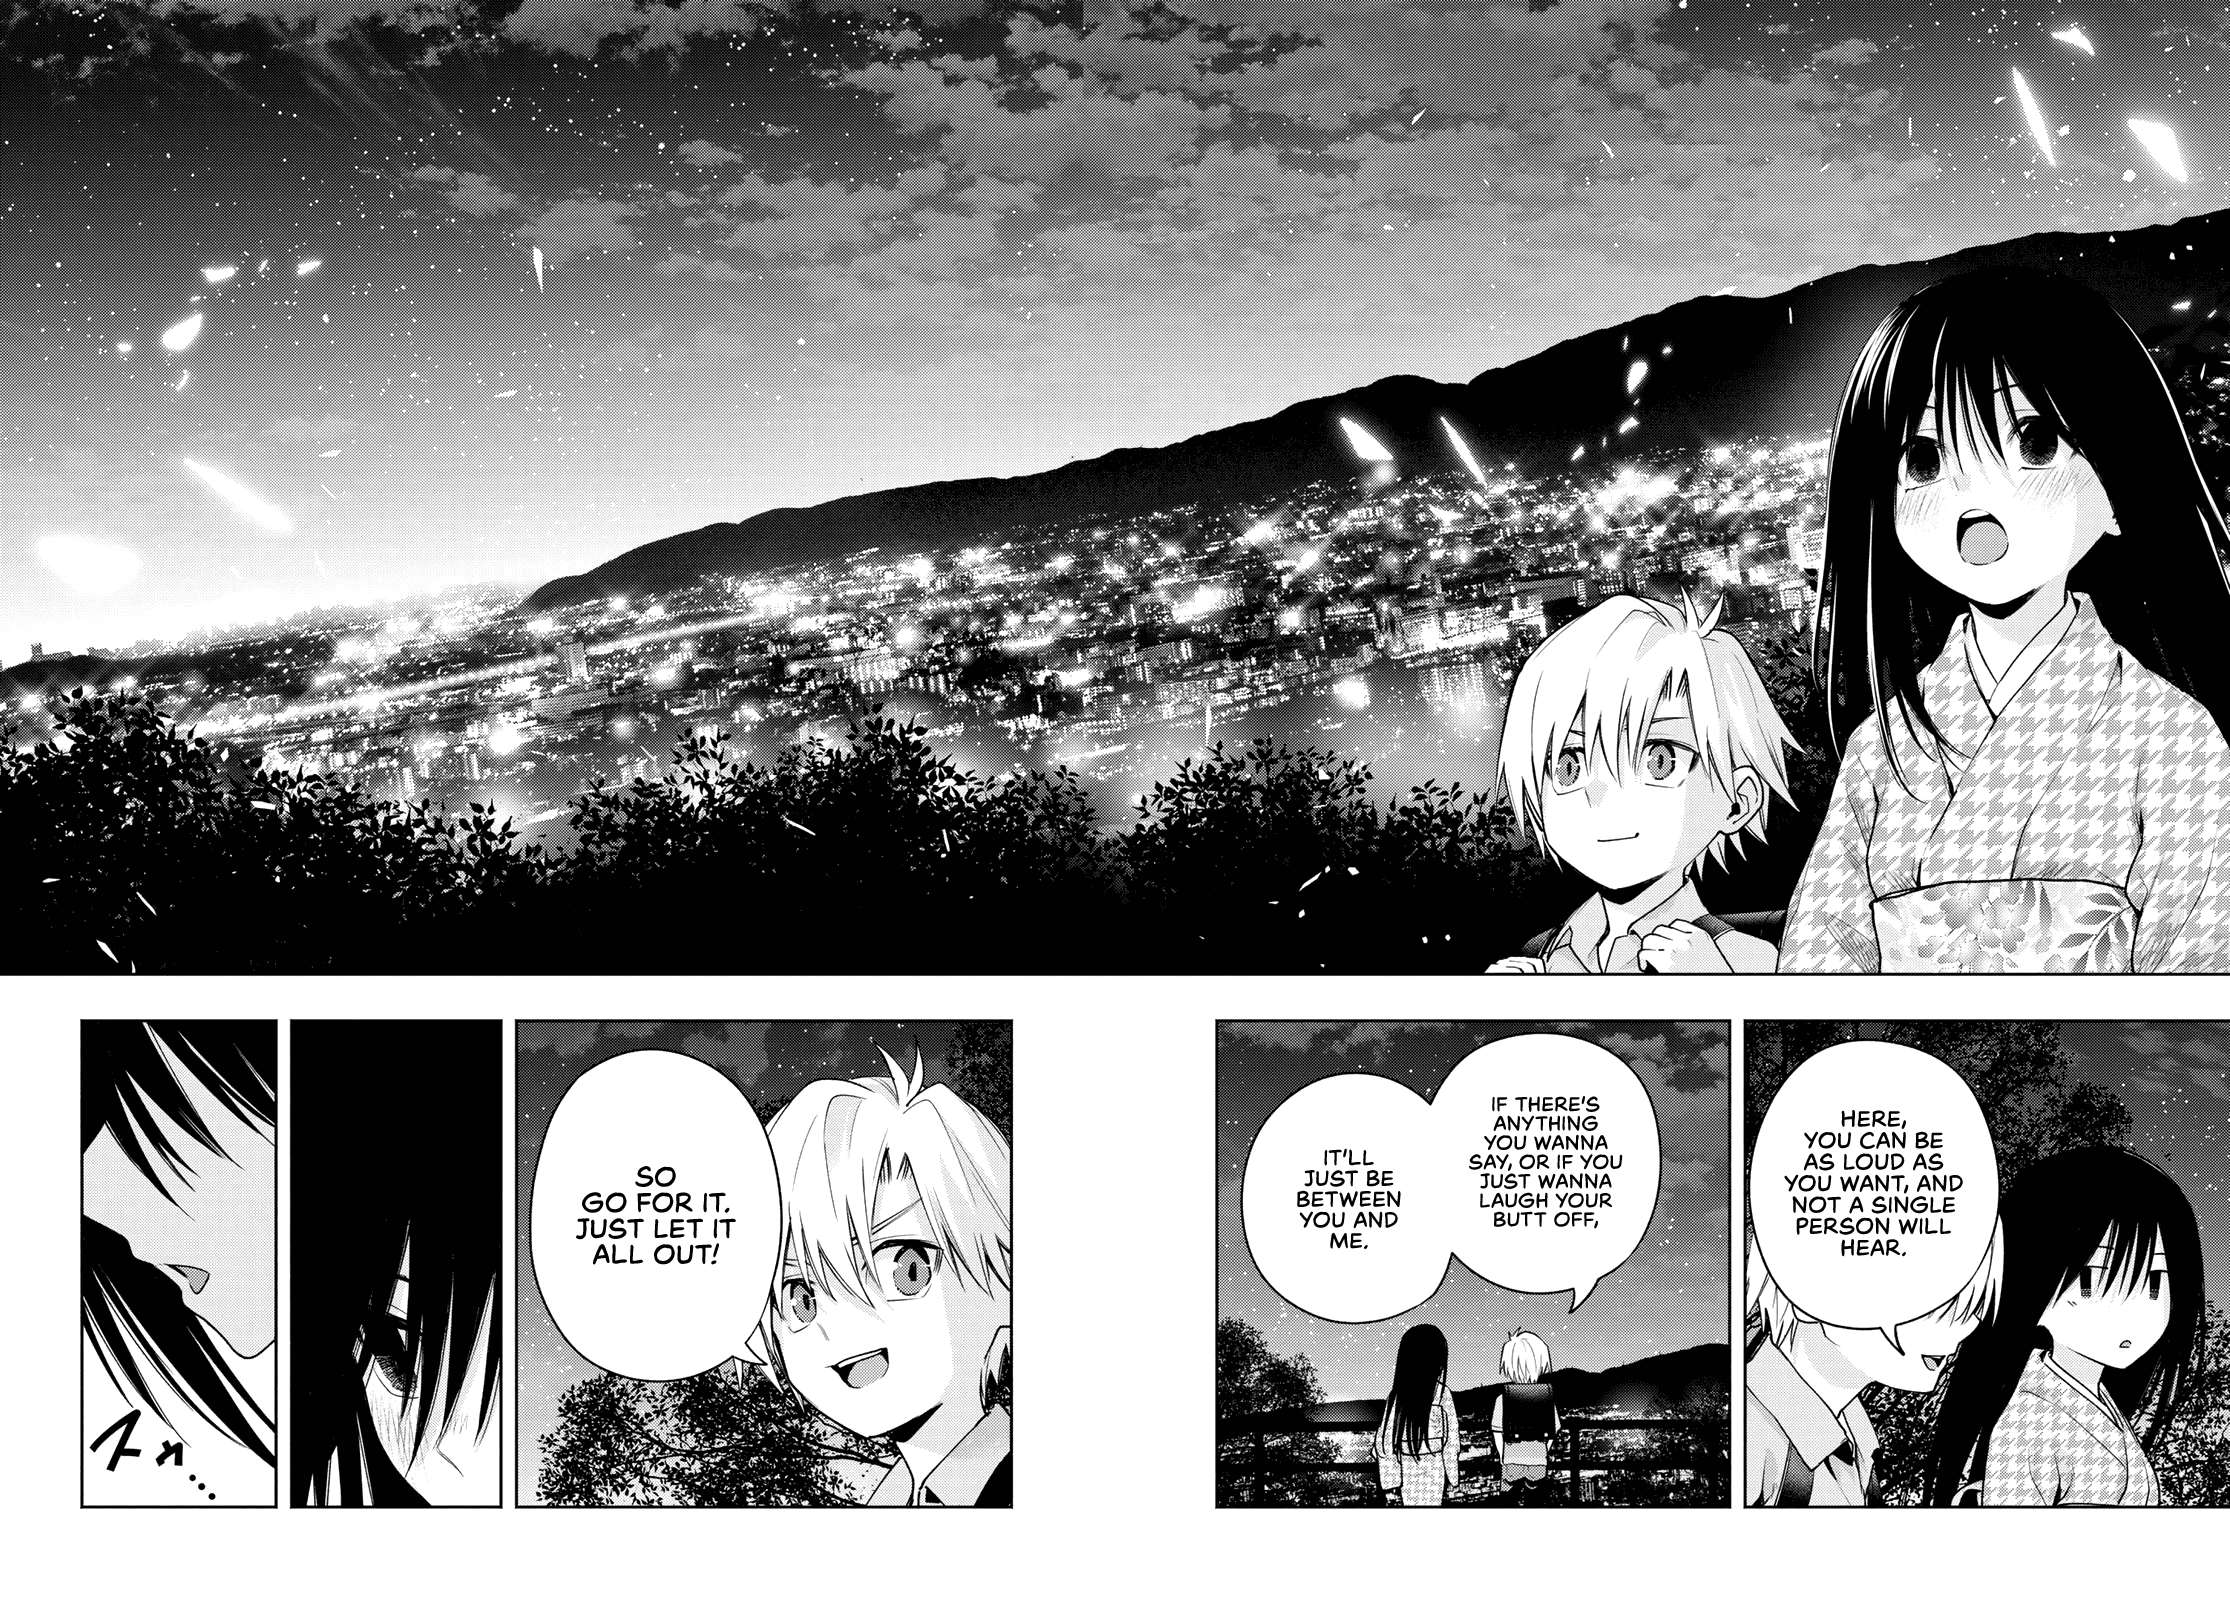 HERE,
YOU CAN BE
AS LOUD AS
YOU WANT, AND
NOT A SINGLE
PERSON WILL
HEAR.
IF THERE'S
ANYTHING
YOU WANNA
SAY, OR IF YOU
JUST WANNA
LAUGH YOUR
BUTT OFF,
IT'LL
JUST BE
BETWEEN
YOU AND
ME.
SO
GO FOR IT.
JUST LET IT
ALL OUT!
スゥ...